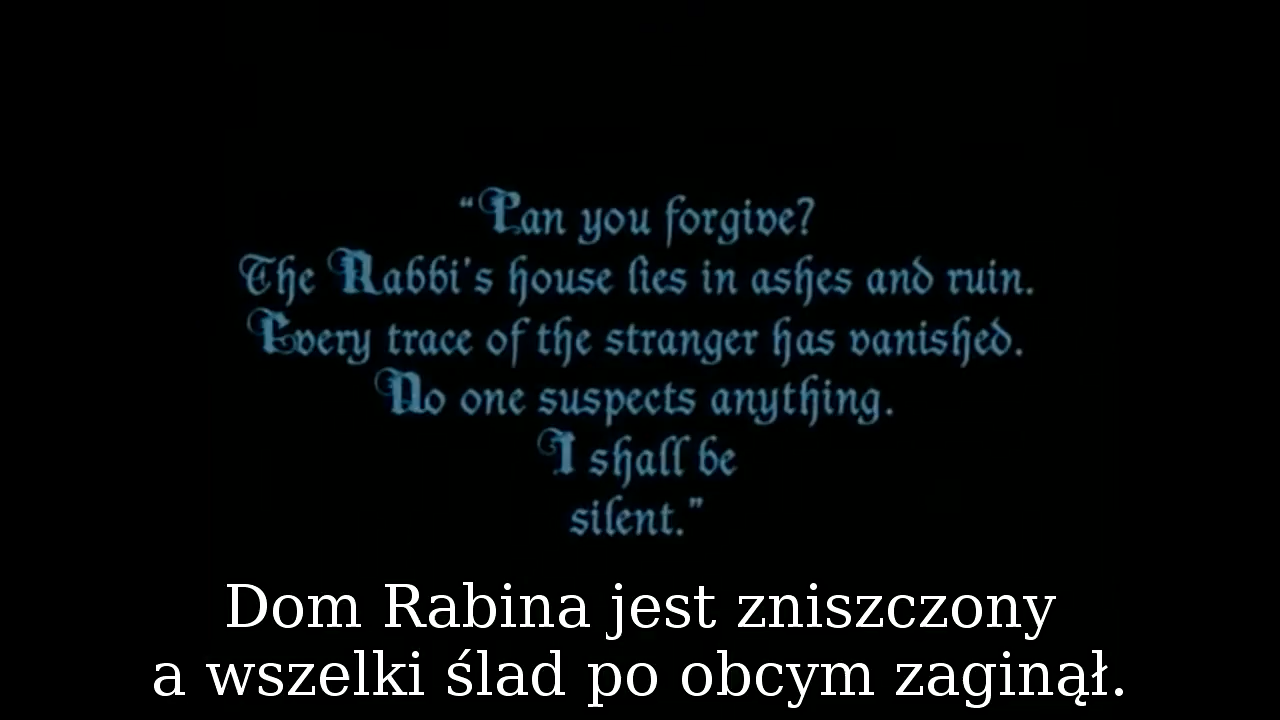 “Can you forgive?
The Rabbi's house lies in ashes and ruin.
Every trace of the stranger has vanished.
No one suspects anything.
I shall be
silent.”
Dom Rabina jest zniszczony
a wszelki ślad po obcym zaginął.